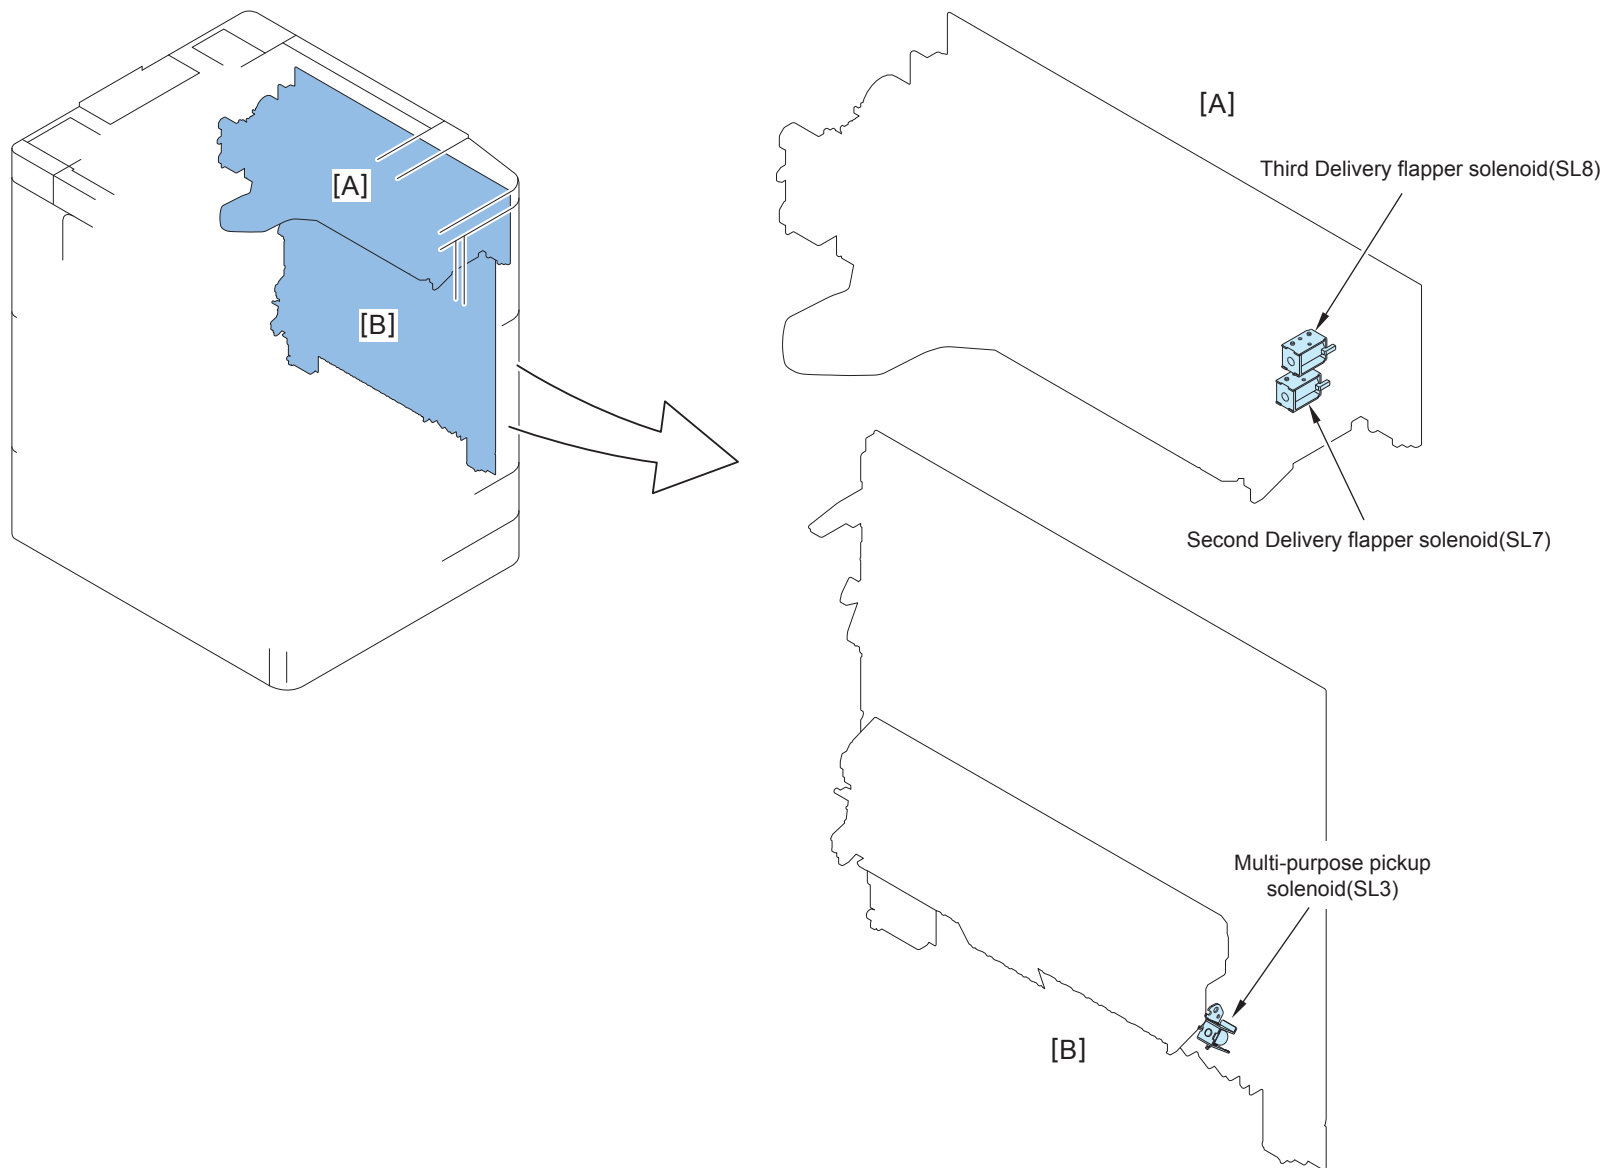 [A]
[B]
[A]
Third Delivery flapper solenoid(SL8)
Second Delivery flapper solenoid(SL7)
Multi-purpose pickup
solenoid(SL3)
[B]